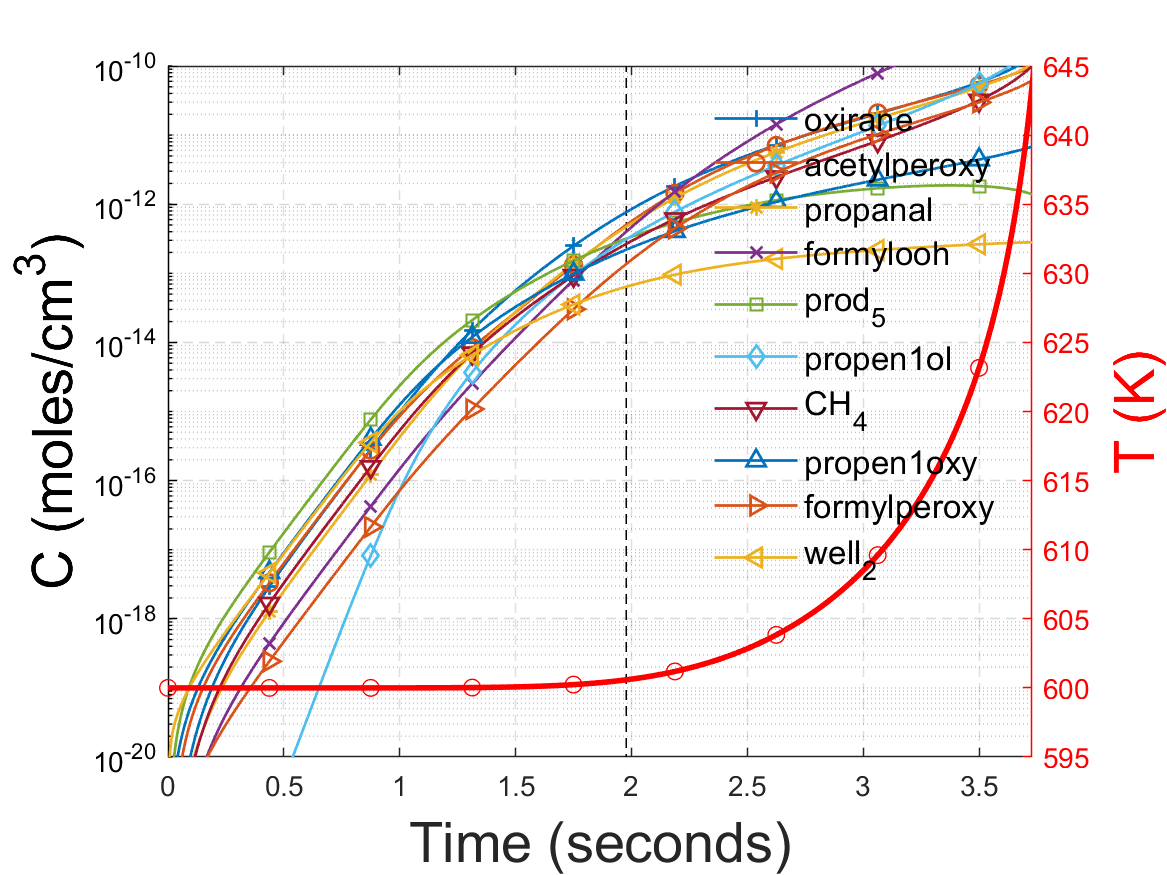 10^-10
10^-12
10^-14
10^-16
10^-18
10^-20
C (moles/cm^3)
0 0.5 1 1.5 2 2.5 3 3.5
Time (seconds)
oxirane
acetylperoxy
propanal
formylooh
prod_5
propen1ol
CH_4
propen1oxy
formylperoxy
well_2
645
640
635
630
625
620
615
610
605
600
595
T (K)